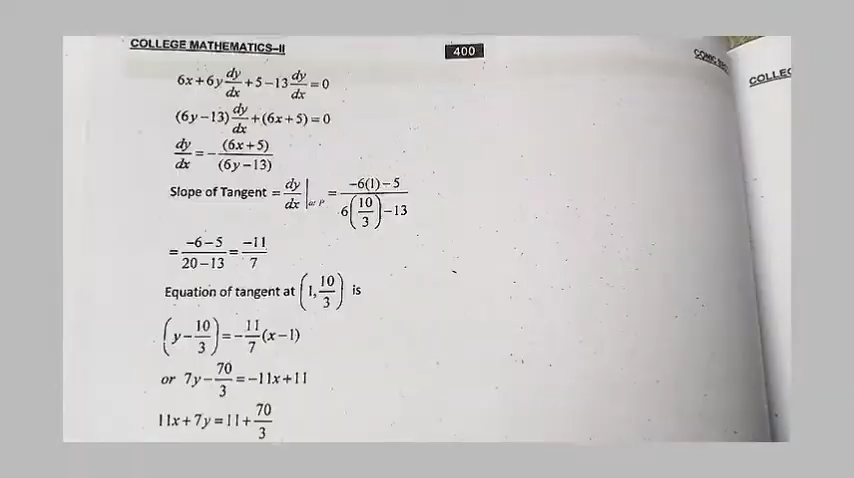 COLLEGE MATHEMATICS–II
400
6x+6y dy/dx +5−13 dy/dx =0
(6y−13) dy/dx +(6x+5)=0
dy/dx = −(6x+5)/(6y−13)
Slope of Tangent = dy/dx |at P = (−6(1)−5)/(6(10/3)−13)
= (−6−5)/(20−13) = −11/7
Equation of tangent at (1, 10/3) is
(y−10/3)=−11/7(x−1)
or 7y−70/3=−11x+11
11x+7y=11+70/3